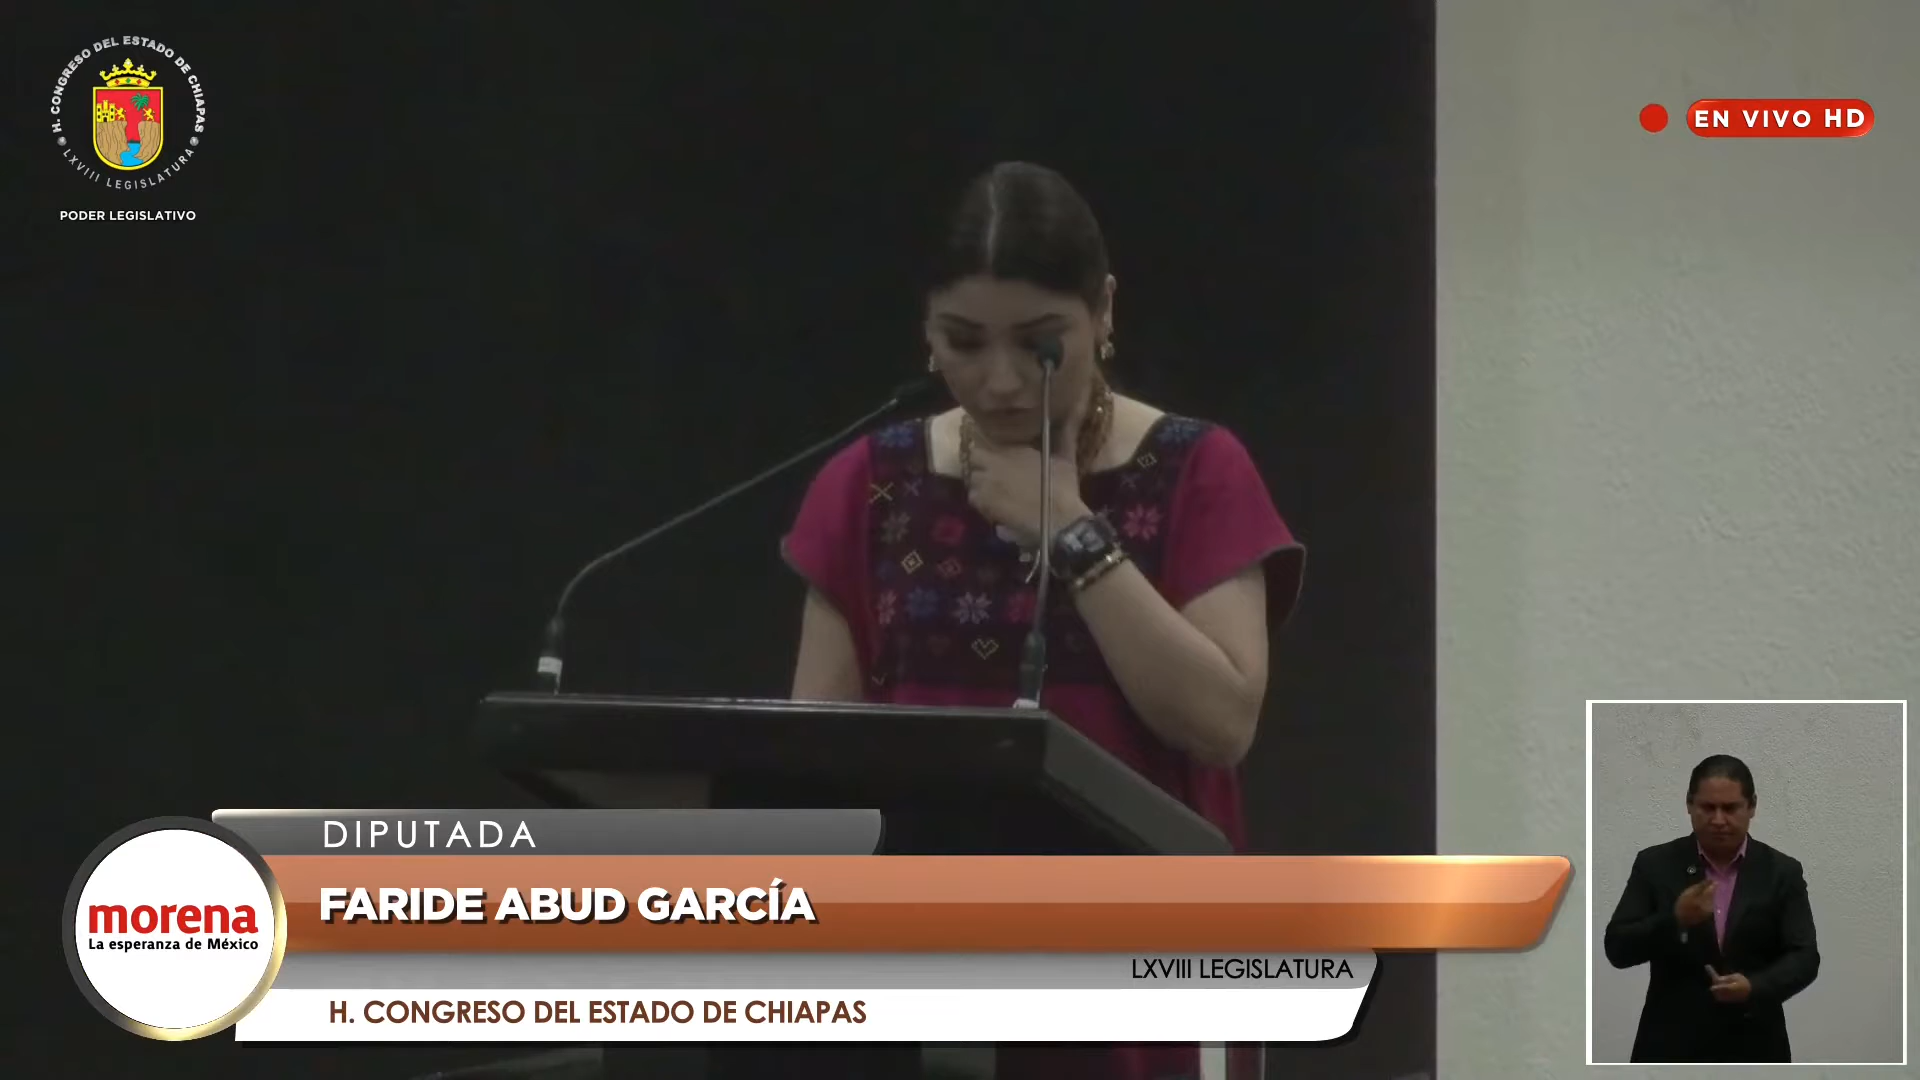 H. CONGRESO DEL ESTADO DE CHIAPAS
LXVIII LEGISLATURA
PODER LEGISLATIVO
EN VIVO HD
DIPUTADA
FARIDE ABUD GARCÍA
morena
La esperanza de México
LXVIII LEGISLATURA
H. CONGRESO DEL ESTADO DE CHIAPAS